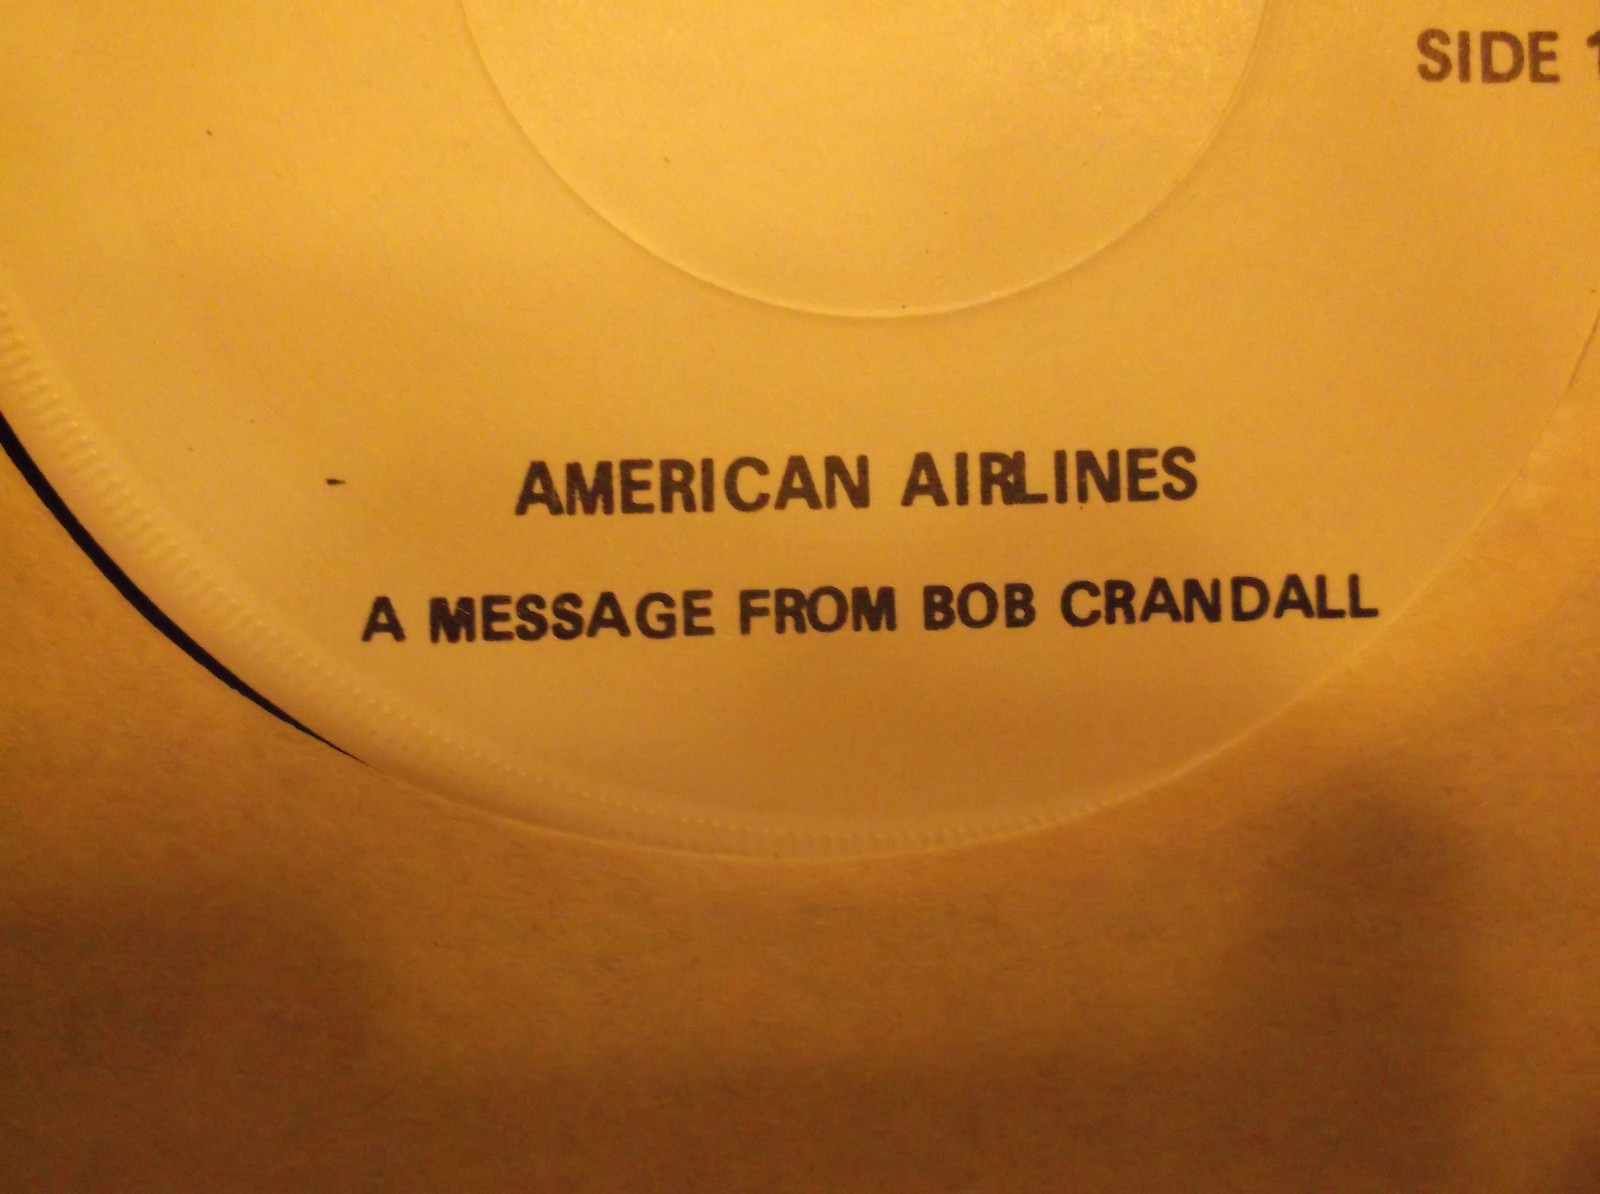 SIDE 1
AMERICAN AIRLINES
A MESSAGE FROM BOB CRANDALL